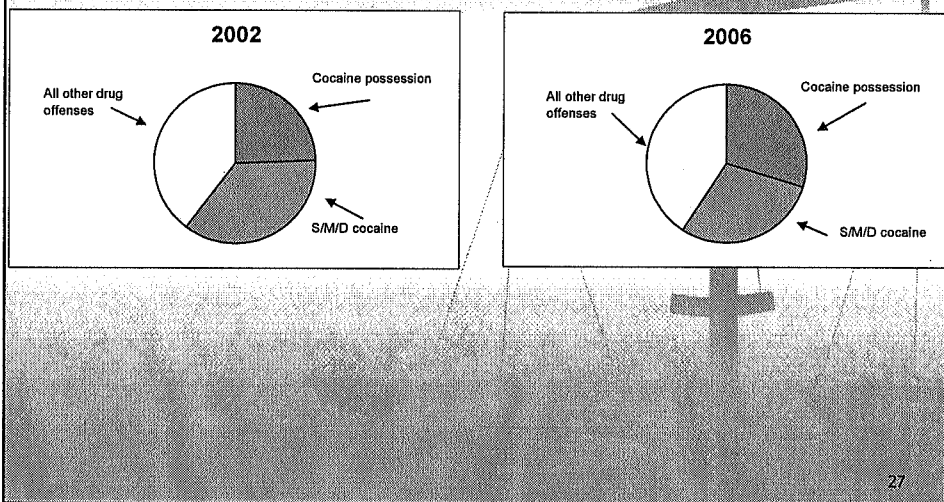 2002
Cocaine possession
All other drug
offenses
S/M/D cocaine
2006
Cocaine possession
All other drug
offenses
S/M/D cocaine
27